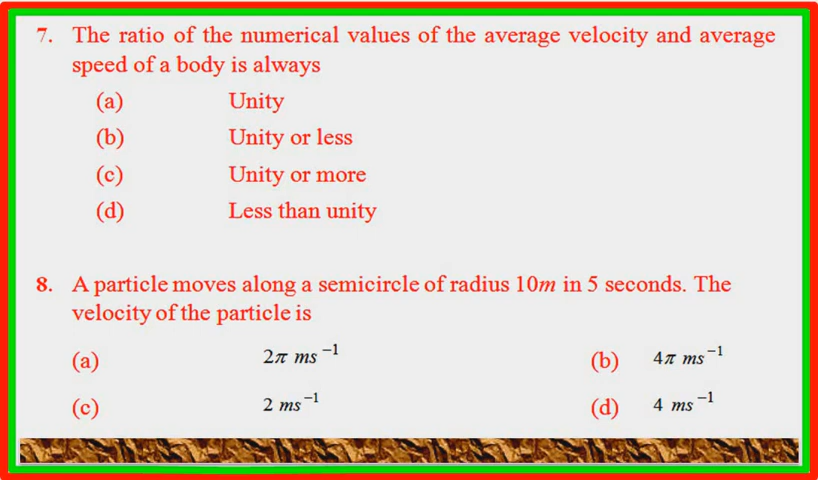 7. The ratio of the numerical values of the average velocity and average
speed of a body is always
(a) Unity
(b) Unity or less
(c) Unity or more
(d) Less than unity
8. A particle moves along a semicircle of radius 10m in 5 seconds. The
velocity of the particle is
(a) 2π ms⁻¹ (b) 4π ms⁻¹
(c) 2 ms⁻¹ (d) 4 ms⁻¹